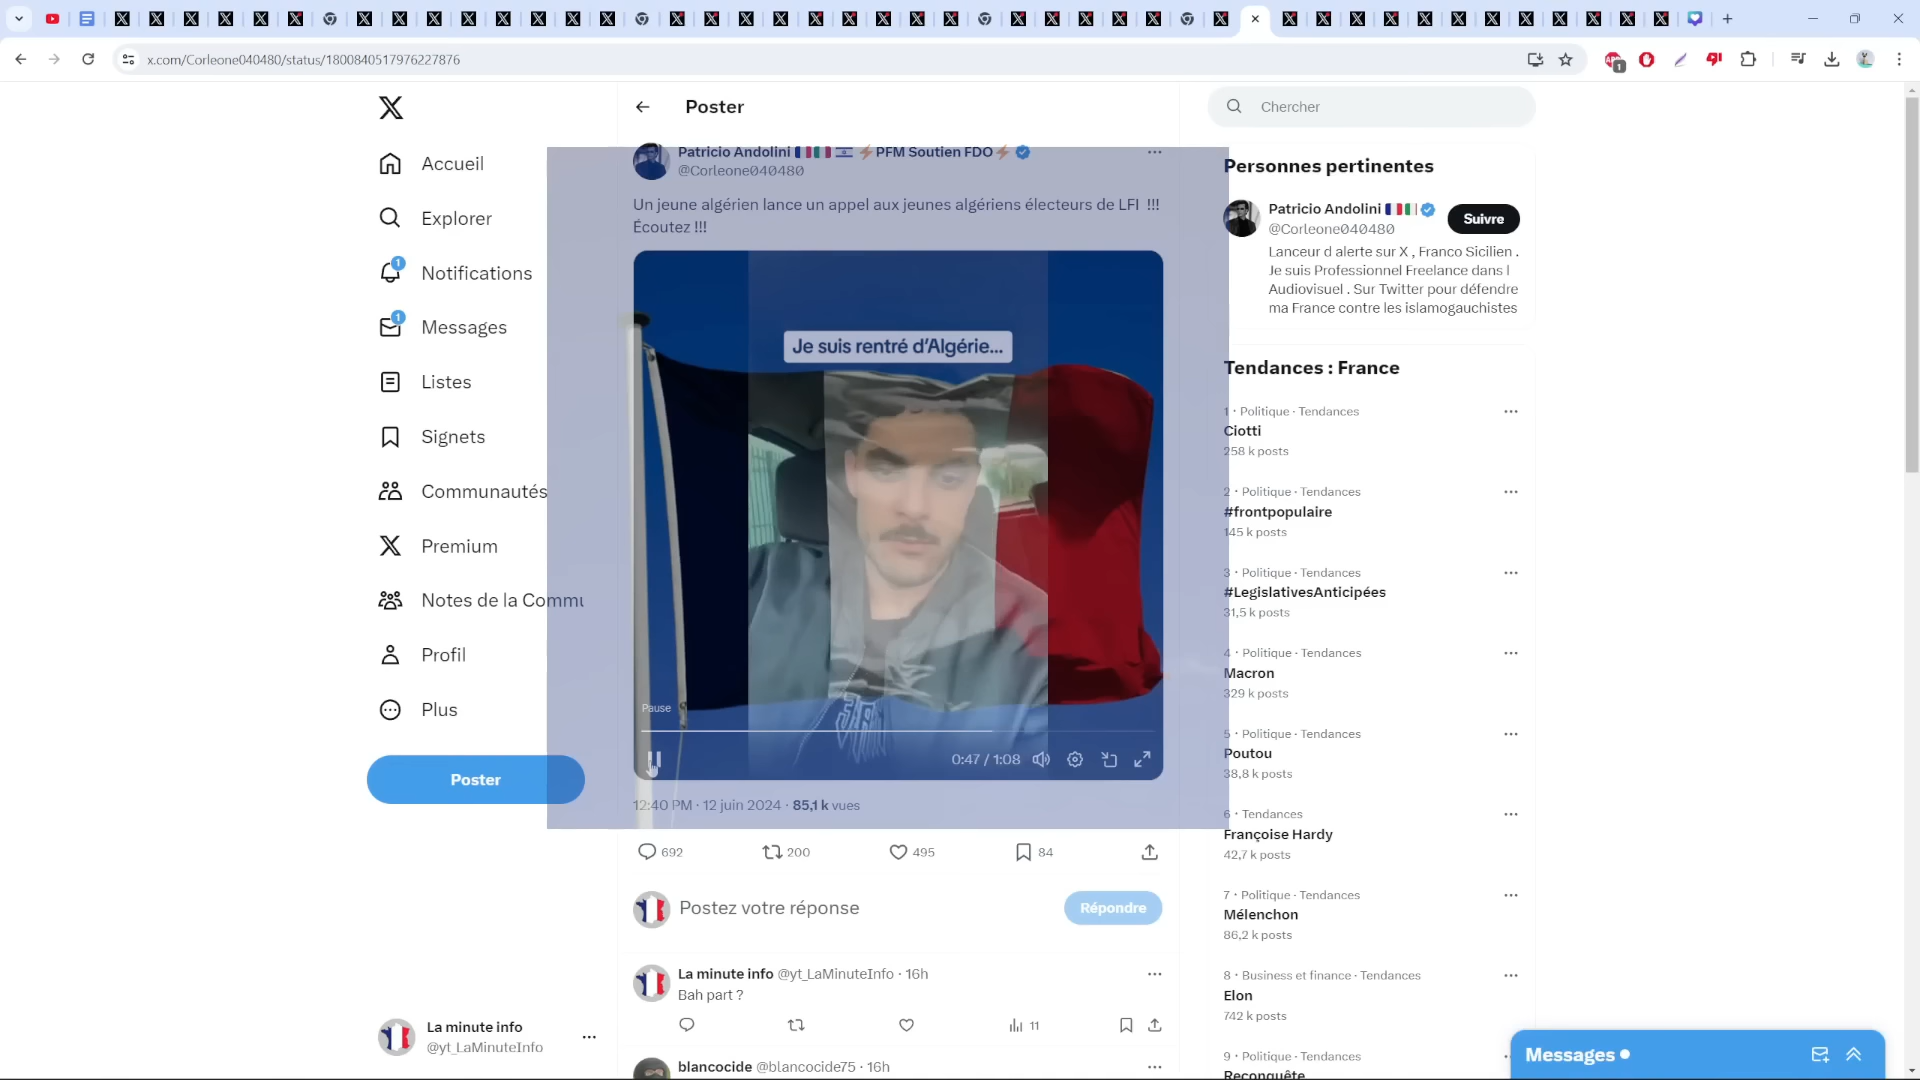 x.com/Corleone040480/status/1800840517976227876
1
Accueil
Explorer
1
Notifications
1
Messages
Listes
Signets
Communautés
Premium
Notes de la Commu
Profil
Plus
Poster
La minute info
@yt_LaMinuteInfo
Poster
Patricio Andolini PFM Soutien FDO
@Corleone040480
Un jeune algérien lance un appel aux jeunes algériens électeurs de LFI !!!
Écoutez !!!
Je suis rentré d'Algérie...
Pause
0:47 / 1:08
12:40 PM · 12 juin 2024 · 85,1 k vues
692 200 495 84
Postez votre réponse
Répondre
La minute info @yt_LaMinuteInfo · 16h
Bah part ?
11
blancocide @blancocide75 · 16h
Chercher
Personnes pertinentes
Patricio Andolini
@Corleone040480
Suivre
Lanceur d alerte sur X , Franco Sicilien .
Je suis Professionnel Freelance dans l
Audiovisuel . Sur Twitter pour défendre
ma France contre les islamogauchistes
Tendances : France
1 · Politique · Tendances
Ciotti
258 k posts
2 · Politique · Tendances
#frontpopulaire
145 k posts
3 · Politique · Tendances
#LegislativesAnticipées
31,5 k posts
4 · Politique · Tendances
Macron
329 k posts
5 · Politique · Tendances
Poutou
38,8 k posts
6 · Tendances
Françoise Hardy
42,7 k posts
7 · Politique · Tendances
Mélenchon
86,2 k posts
8 · Business et finance · Tendances
Elon
742 k posts
9 · Politique · Tendances
Reconquête
Messages